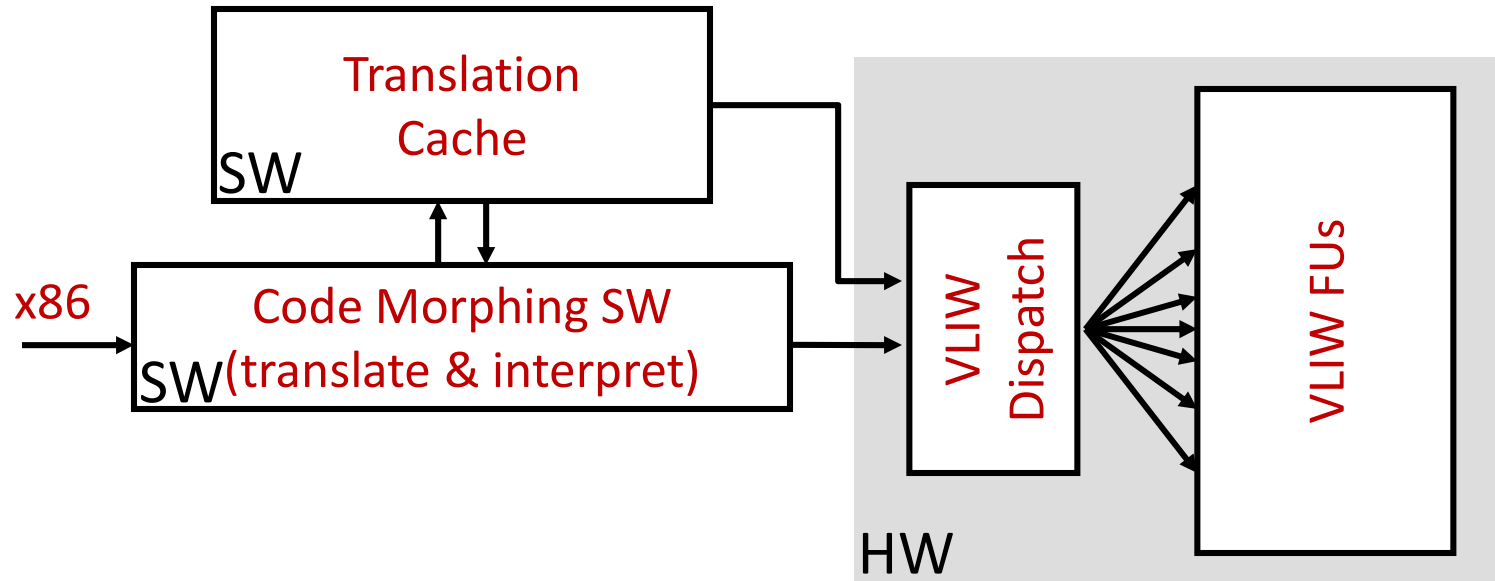 Translation
Cache
SW
x86
Code Morphing SW
(translate & interpret)
SW
VLIW
Dispatch
VLIW FUs
HW